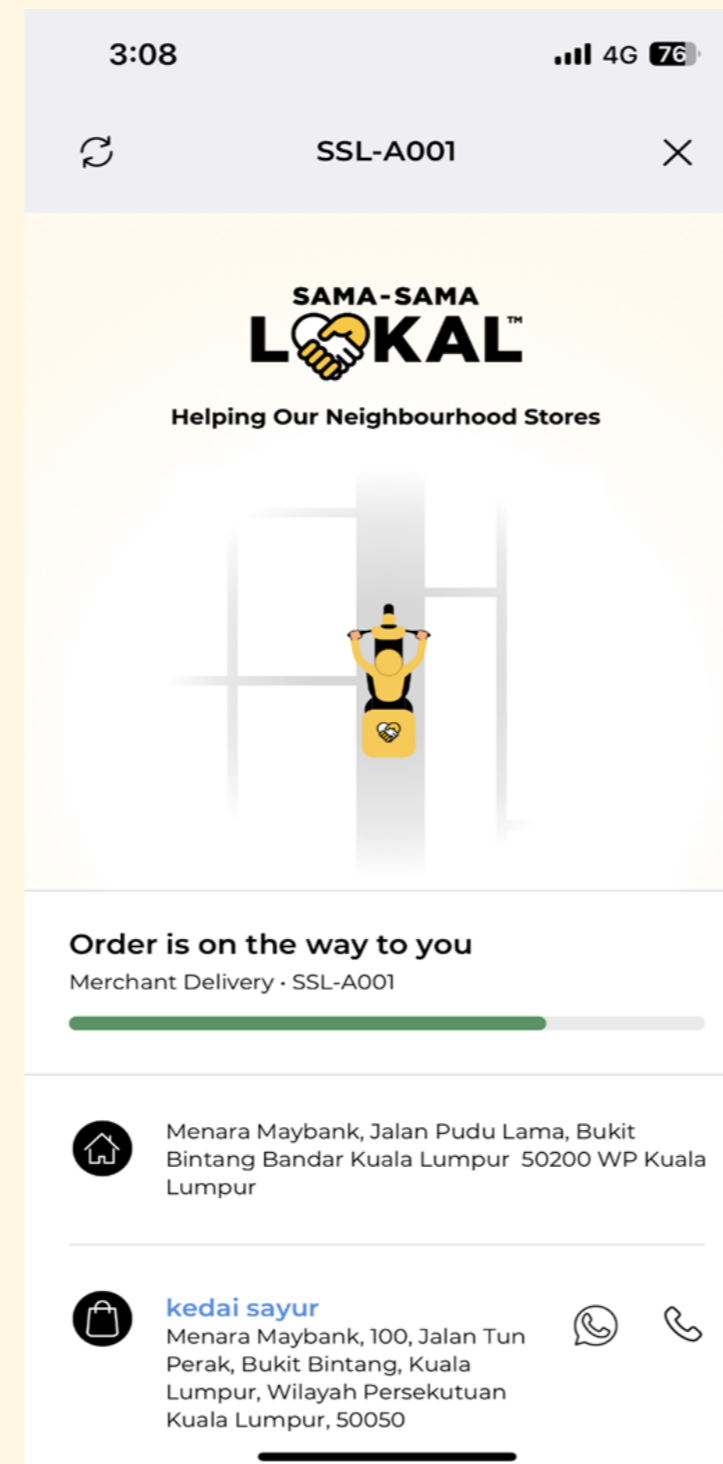 3:08
4G 76
SSL-A001
SAMA-SAMA
LOKAL™
Helping Our Neighbourhood Stores
Order is on the way to you
Merchant Delivery · SSL-A001
Menara Maybank, Jalan Pudu Lama, Bukit
Bintang Bandar Kuala Lumpur 50200 WP Kuala
Lumpur
kedai sayur
Menara Maybank, 100, Jalan Tun
Perak, Bukit Bintang, Kuala
Lumpur, Wilayah Persekutuan
Kuala Lumpur, 50050